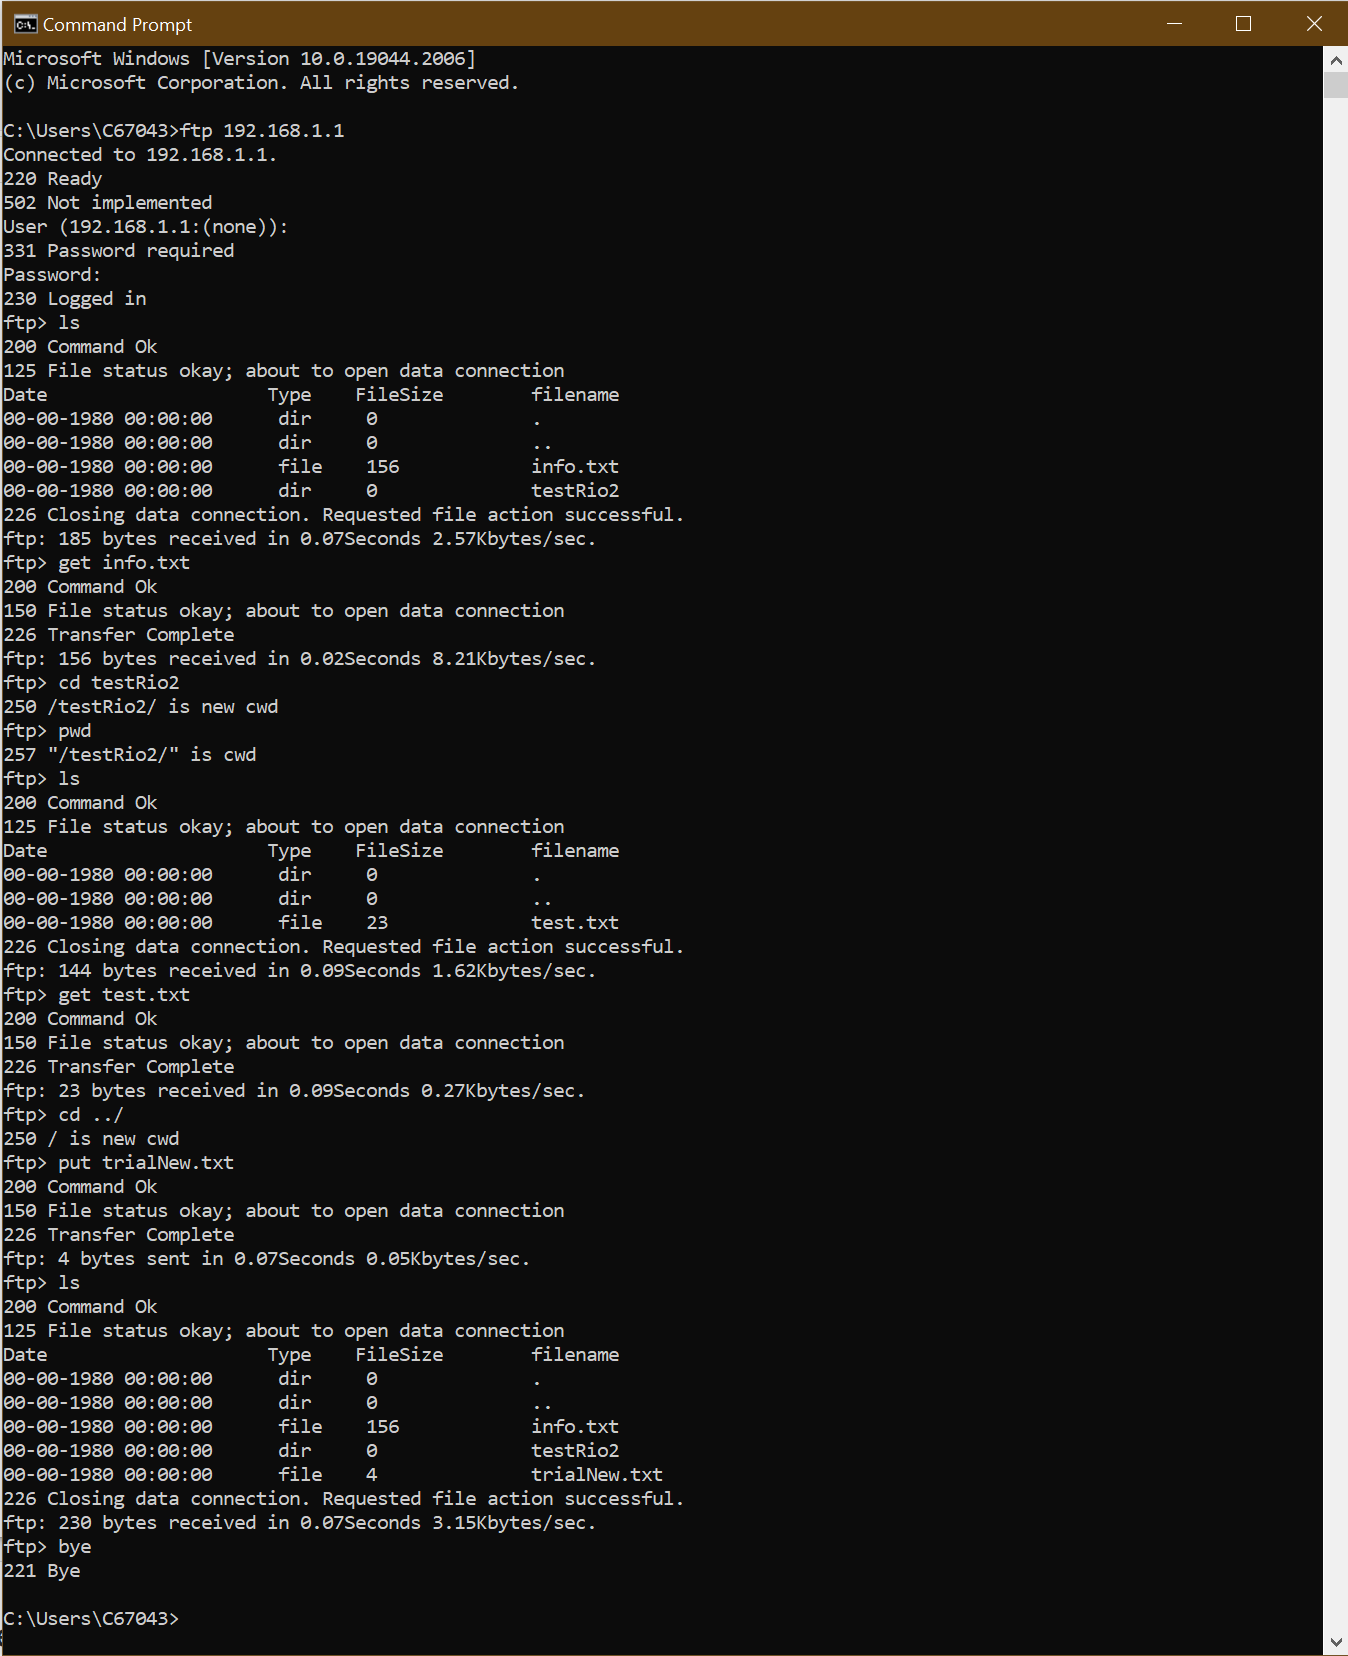 Command Prompt
Microsoft Windows [Version 10.0.19044.2006]
(c) Microsoft Corporation. All rights reserved.
C:\Users\C67043>ftp 192.168.1.1
Connected to 192.168.1.1.
220 Ready
502 Not implemented
User (192.168.1.1:(none)):
331 Password required
Password:
230 Logged in
ftp> ls
200 Command Ok
125 File status okay; about to open data connection
Date                    Type    FileSize        filename
00-00-1980 00:00:00      dir     0              .
00-00-1980 00:00:00      dir     0              ..
00-00-1980 00:00:00      file    156            info.txt
00-00-1980 00:00:00      dir     0              testRio2
226 Closing data connection. Requested file action successful.
ftp: 185 bytes received in 0.07Seconds 2.57Kbytes/sec.
ftp> get info.txt
200 Command Ok
150 File status okay; about to open data connection
226 Transfer Complete
ftp: 156 bytes received in 0.02Seconds 8.21Kbytes/sec.
ftp> cd testRio2
250 /testRio2/ is new cwd
ftp> pwd
257 "/testRio2/" is cwd
ftp> ls
200 Command Ok
125 File status okay; about to open data connection
Date                    Type    FileSize        filename
00-00-1980 00:00:00      dir     0              .
00-00-1980 00:00:00      dir     0              ..
00-00-1980 00:00:00      file    23             test.txt
226 Closing data connection. Requested file action successful.
ftp: 144 bytes received in 0.09Seconds 1.62Kbytes/sec.
ftp> get test.txt
200 Command Ok
150 File status okay; about to open data connection
226 Transfer Complete
ftp: 23 bytes received in 0.09Seconds 0.27Kbytes/sec.
ftp> cd ../
250 / is new cwd
ftp> put trialNew.txt
200 Command Ok
150 File status okay; about to open data connection
226 Transfer Complete
ftp: 4 bytes sent in 0.07Seconds 0.05Kbytes/sec.
ftp> ls
200 Command Ok
125 File status okay; about to open data connection
Date                    Type    FileSize        filename
00-00-1980 00:00:00      dir     0              .
00-00-1980 00:00:00      dir     0              ..
00-00-1980 00:00:00      file    156            info.txt
00-00-1980 00:00:00      dir     0              testRio2
00-00-1980 00:00:00      file    4              trialNew.txt
226 Closing data connection. Requested file action successful.
ftp: 230 bytes received in 0.07Seconds 3.15Kbytes/sec.
ftp> bye
221 Bye
C:\Users\C67043>